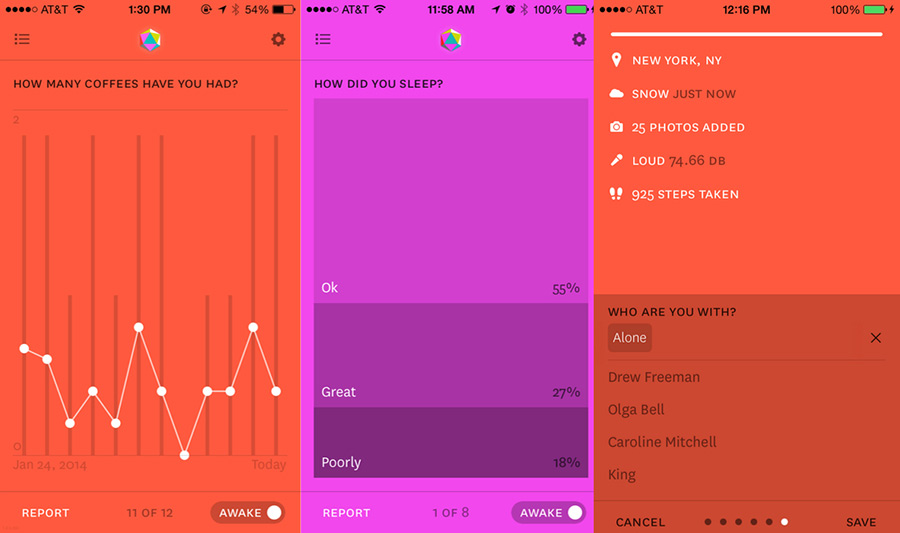 AT&T 1:30 PM 54%
HOW MANY COFFEES HAVE YOU HAD?
2
0
Jan 24, 2014 Today
REPORT 11 OF 12 AWAKE
AT&T 11:58 AM 100%
HOW DID YOU SLEEP?
Ok 55%
Great 27%
Poorly 18%
REPORT 1 OF 8 AWAKE
AT&T 12:16 PM 100%
NEW YORK, NY
SNOW JUST NOW
25 PHOTOS ADDED
LOUD 74.66 DB
925 STEPS TAKEN
WHO ARE YOU WITH?
Alone
Drew Freeman
Olga Bell
Caroline Mitchell
King
CANCEL SAVE